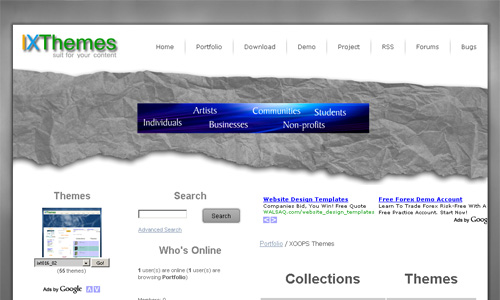 IXThemes
suit for your content
Home Portfolio Download Demo Project RSS Forums Bugs
Individuals Artists Businesses Communities Non-profits Students
Themes
ixt016_02 Go!
(55 themes)
Ads by Google
Search
Search
Advanced Search
Who's Online
1 user(s) are online (1 user(s) are
browsing Portfolio)
Members: 0
Website Design Templates
Companies Bid, You Win! Free Quote
WALSAQ.com/website_design_templates
Free Forex Demo Account
Learn To Trade Forex Risk-Free With A
Free Practice Account. Start Now!
Ads by Goog
Portfolio / XOOPS Themes
Collections
Themes